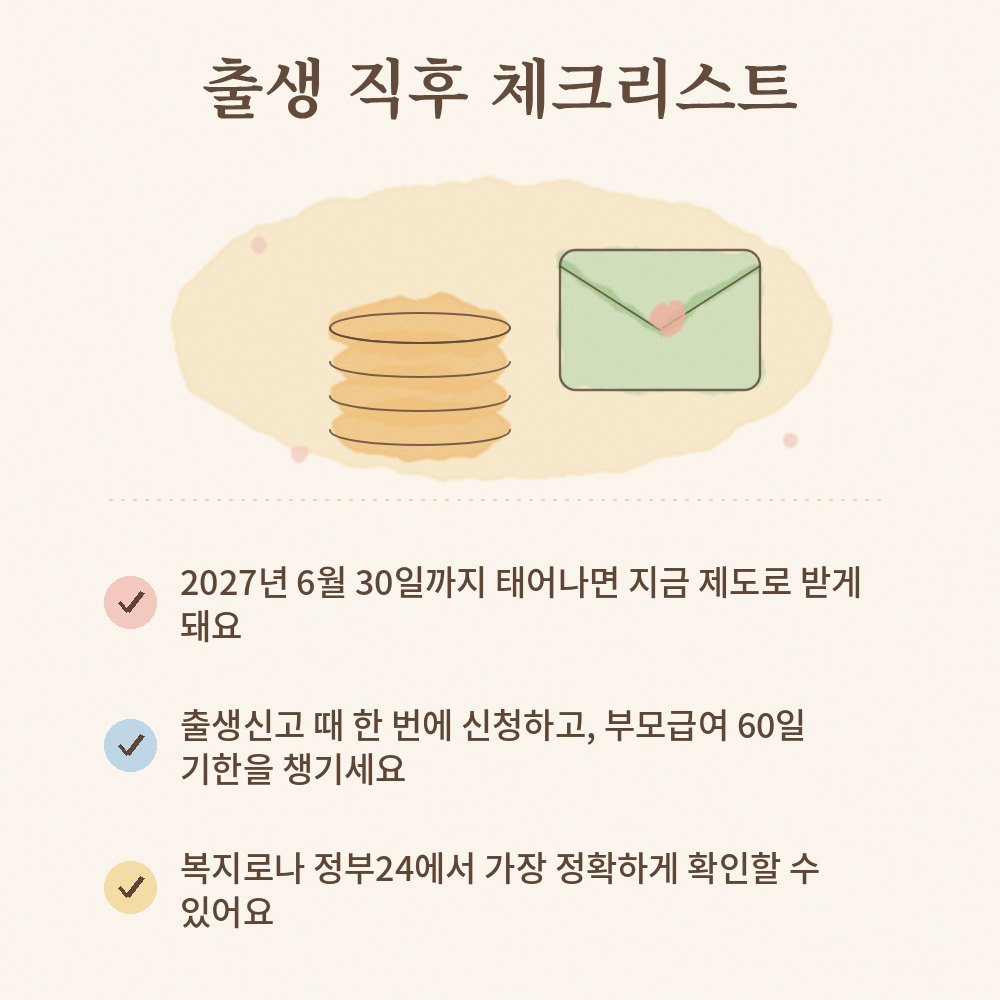 출생 직후 체크리스트
2027년 6월 30일까지 태어나면 지금 제도로 받게
돼요
출생신고 때 한 번에 신청하고, 부모급여 60일
기한을 챙기세요
복지로나 정부24에서 가장 정확하게 확인할 수
있어요